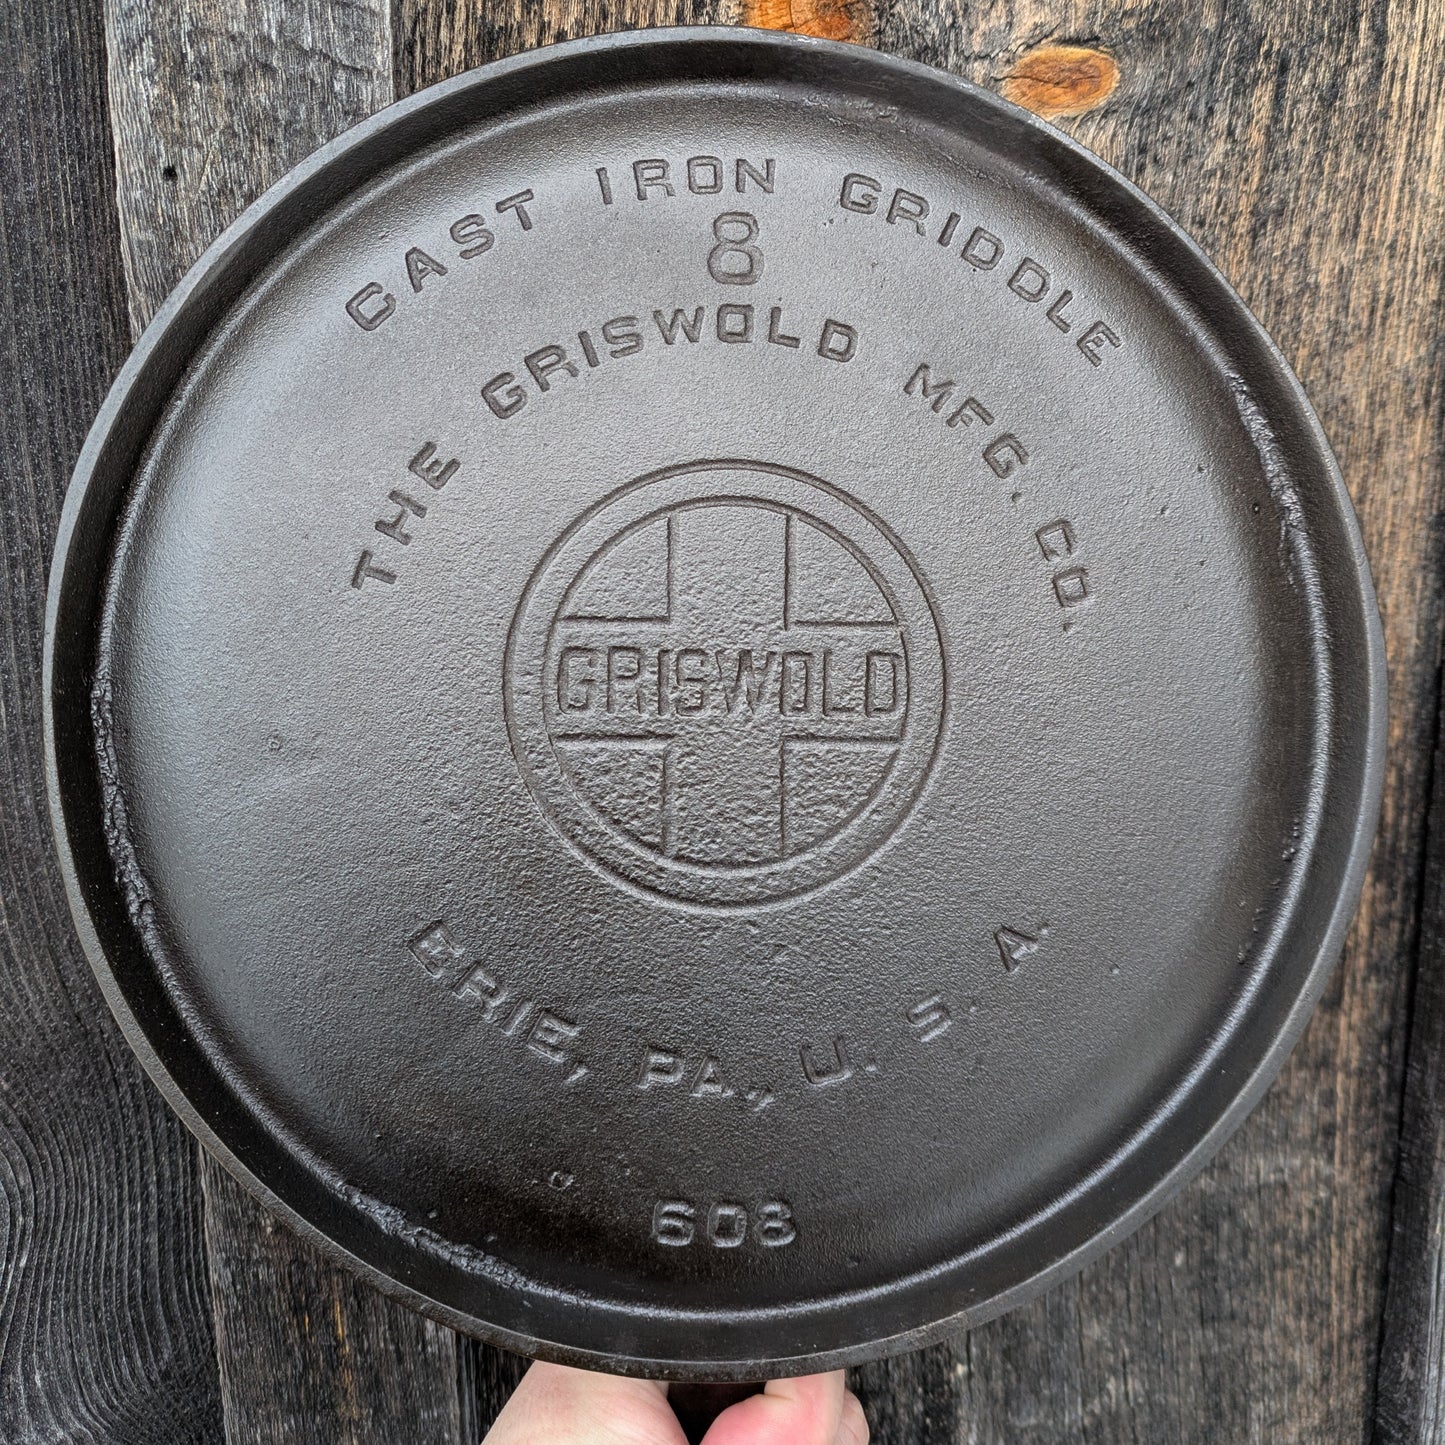 CAST IRON GRIDDLE
8
THE GRISWOLD MFG. CO.
GRISWOLD
ERIE, PA., U. S. A.
608